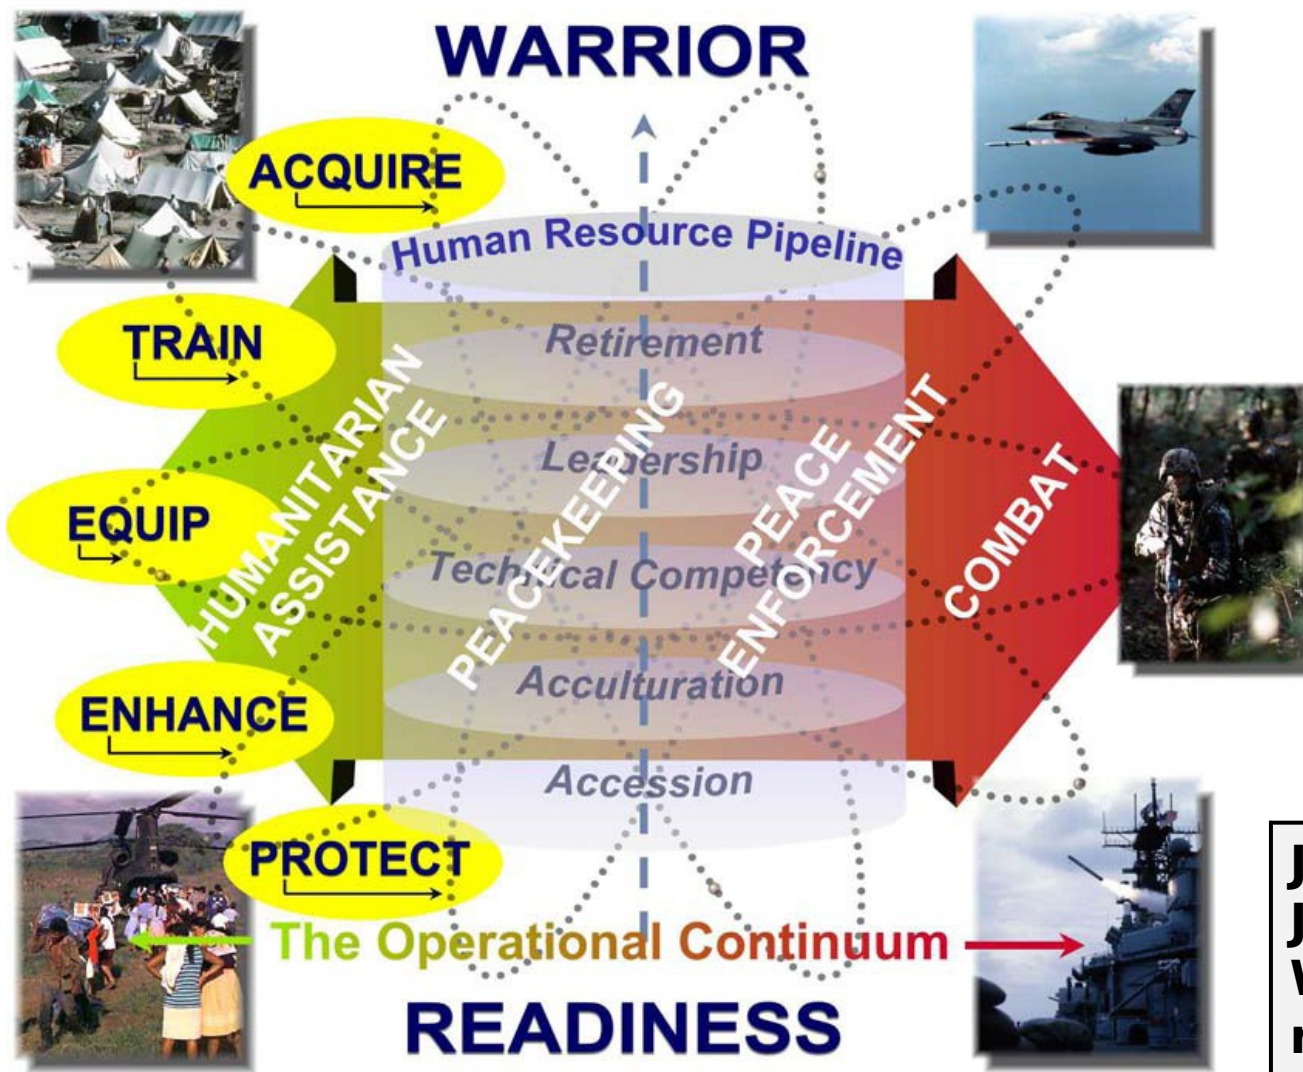 WARRIOR
ACQUIRE
Human Resource Pipeline
TRAIN
Retirement
HUMANITARIAN
ASSISTANCE
PEACEKEEPING
PEACE
ENFORCEMENT
COMBAT
Leadership
EQUIP
Technical Competency
Acculturation
ENHANCE
Accession
PROTECT
The Operational Continuum
READINESS